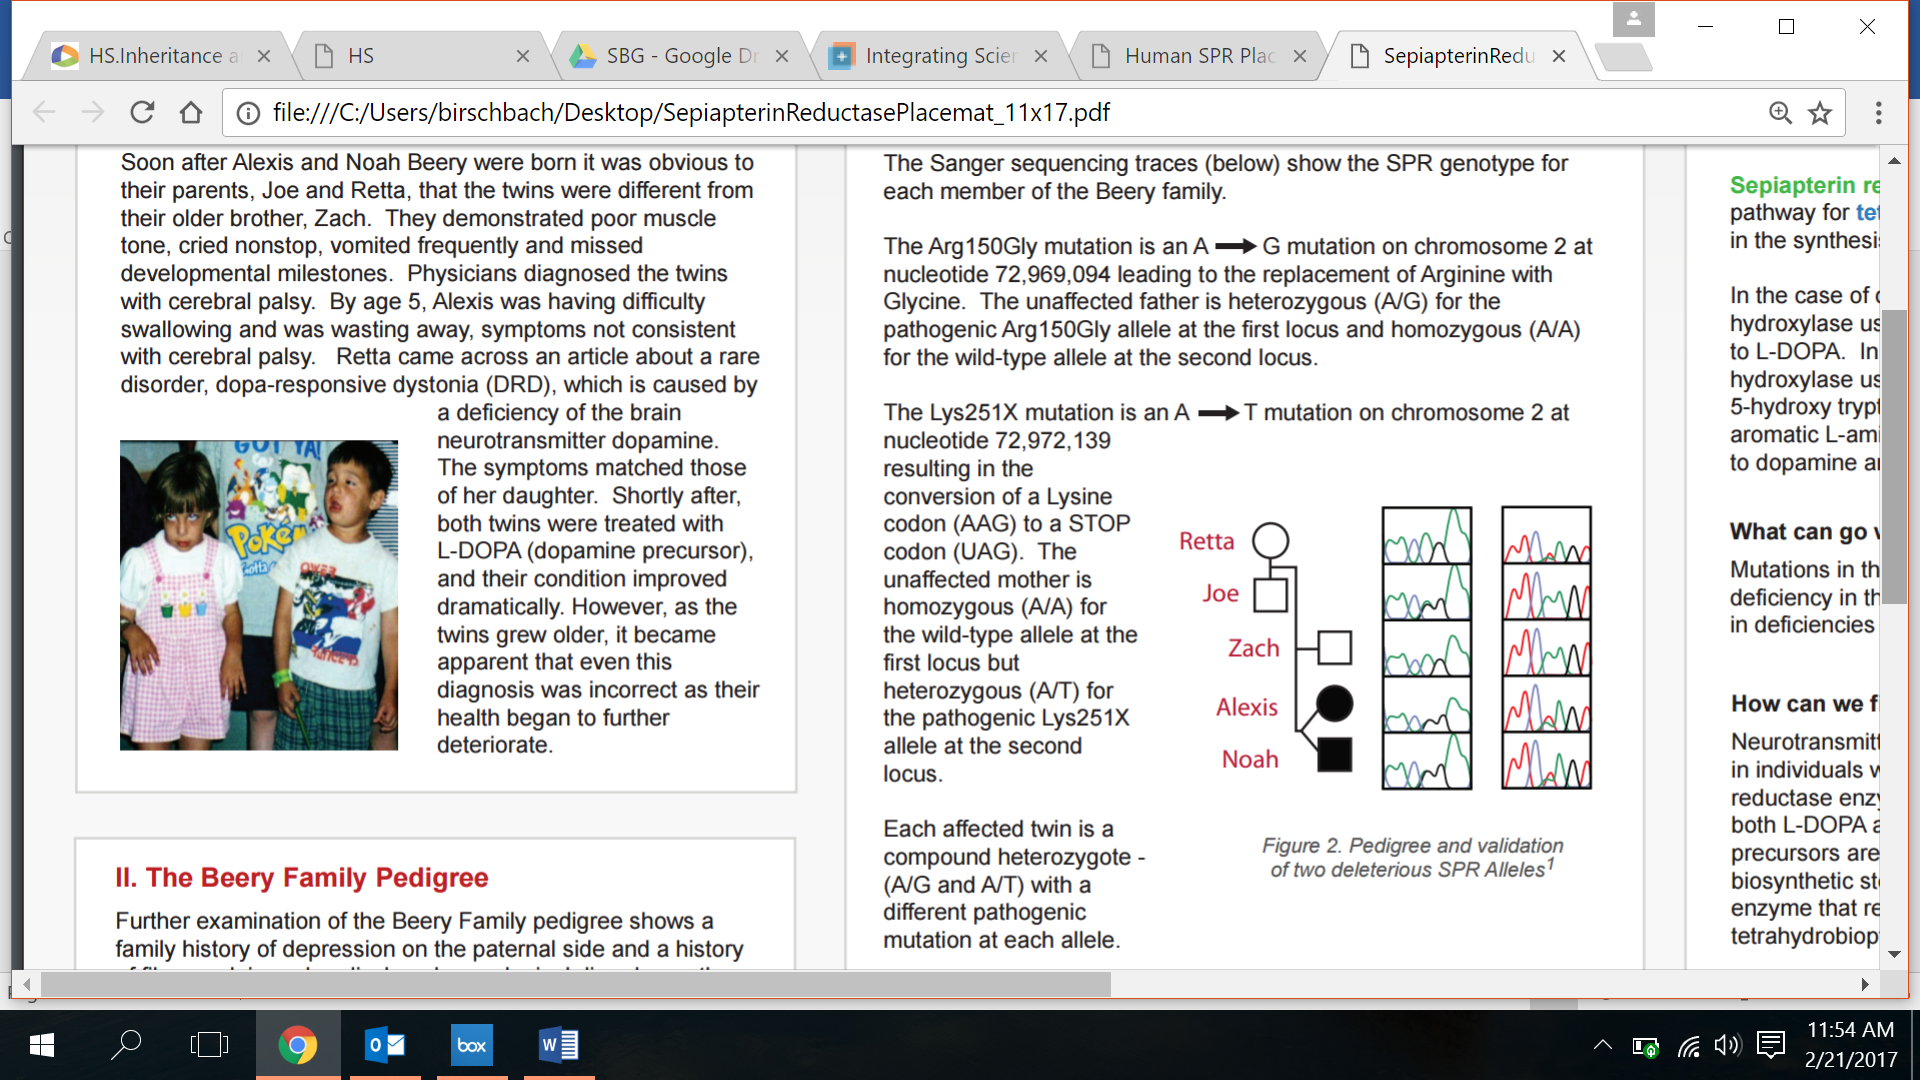 HS.Inheritance a
HS
SBG - Google Dr
Integrating Scien
Human SPR Plac
SepiapterinRedu
file:///C:/Users/birschbach/Desktop/SepiapterinReductasePlacemat_11x17.pdf
Soon after Alexis and Noah Beery were born it was obvious to
their parents, Joe and Retta, that the twins were different from
their older brother, Zach. They demonstrated poor muscle
tone, cried nonstop, vomited frequently and missed
developmental milestones. Physicians diagnosed the twins
with cerebral palsy. By age 5, Alexis was having difficulty
swallowing and was wasting away, symptoms not consistent
with cerebral palsy. Retta came across an article about a rare
disorder, dopa-responsive dystonia (DRD), which is caused by
a deficiency of the brain
neurotransmitter dopamine.
The symptoms matched those
of her daughter. Shortly after,
both twins were treated with
L-DOPA (dopamine precursor),
and their condition improved
dramatically. However, as the
twins grew older, it became
apparent that even this
diagnosis was incorrect as their
health began to further
deteriorate.
GOT YA!
Pokém
POWER
II. The Beery Family Pedigree
Further examination of the Beery Family pedigree shows a
family history of depression on the paternal side and a history
The Sanger sequencing traces (below) show the SPR genotype for
each member of the Beery family.
The Arg150Gly mutation is an A → G mutation on chromosome 2 at
nucleotide 72,969,094 leading to the replacement of Arginine with
Glycine. The unaffected father is heterozygous (A/G) for the
pathogenic Arg150Gly allele at the first locus and homozygous (A/A)
for the wild-type allele at the second locus.
The Lys251X mutation is an A → T mutation on chromosome 2 at
nucleotide 72,972,139
resulting in the
conversion of a Lysine
codon (AAG) to a STOP
codon (UAG). The
unaffected mother is
homozygous (A/A) for
the wild-type allele at the
first locus but
heterozygous (A/T) for
the pathogenic Lys251X
allele at the second
locus.
Each affected twin is a
compound heterozygote -
(A/G and A/T) with a
different pathogenic
mutation at each allele.
Retta
Joe
Zach
Alexis
Noah
Figure 2. Pedigree and validation
of two deleterious SPR Alleles1
Sepiapterin re
pathway for tet
in the synthesi
In the case of
hydroxylase us
to L-DOPA. In
hydroxylase us
5-hydroxy trypt
aromatic L-ami
to dopamine a
What can go
Mutations in th
deficiency in th
in deficiencies
How can we f
Neurotransmitt
in individuals w
reductase enzy
both L-DOPA a
precursors are
biosynthetic ste
enzyme that re
tetrahydrobiop
box
11:54 AM
2/21/2017